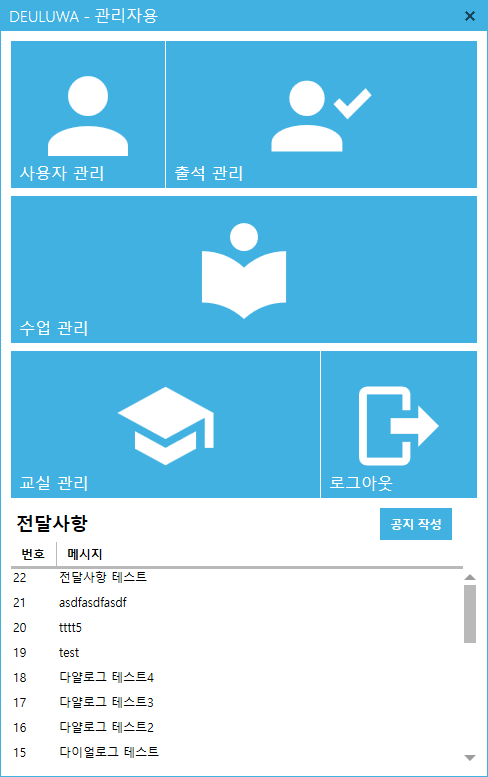 DEULUWA - 관리자용
사용자 관리
출석 관리
수업 관리
교실 관리
로그아웃
전달사항
공지 작성
번호 메시지
22 전달사항 테스트
21 asdfasdfasdf
20 tttt5
19 test
18 다얄로그 테스트4
17 다얄로그 테스트3
16 다얄로그 테스트2
15 다이얼로그 테스트